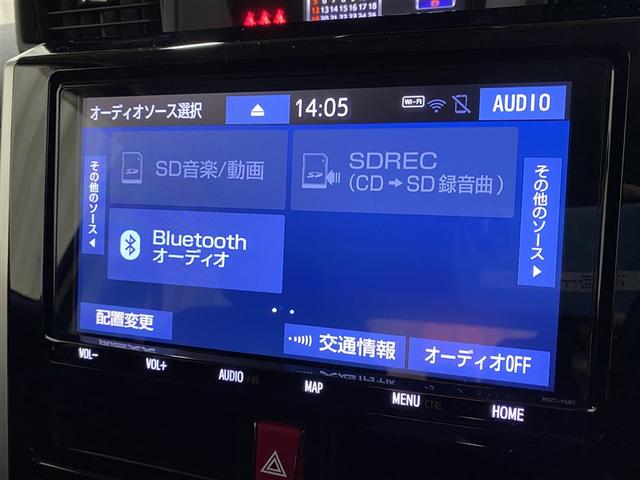 オーディオソース選択
14:05
Wi-Fi
AUDIO
その他のソース
SD音楽/動画
SDREC
(CD→SD録音曲)
その他のソース
Bluetooth
オーディオ
配置変更
交通情報
オーディオOFF
VOL-
VOL+
AUDIO
MAP
MENU
HOME